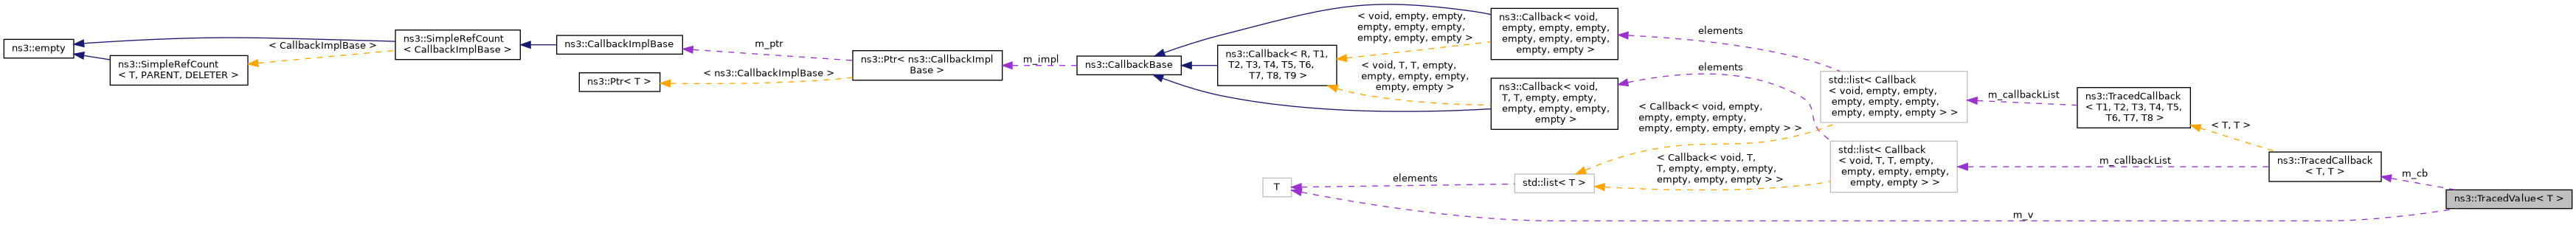 ns3::empty
ns3::SimpleRefCount
< T, PARENT, DELETER >
< CallbackImplBase >
ns3::SimpleRefCount
< CallbackImplBase >
ns3::CallbackImplBase
ns3::Ptr< T >
m_ptr
< ns3::CallbackImplBase >
ns3::Ptr< ns3::CallbackImpl
Base >
m_impl
ns3::CallbackBase
ns3::Callback< R, T1,
T2, T3, T4, T5, T6,
T7, T8, T9 >
T
< void, empty, empty,
empty, empty, empty,
empty, empty, empty >
< void, T, T, empty,
empty, empty, empty,
empty, empty >
elements
ns3::Callback< void,
empty, empty, empty,
empty, empty, empty,
empty, empty >
ns3::Callback< void,
T, T, empty, empty,
empty, empty, empty,
empty >
std::list< T >
elements
elements
< Callback< void, empty,
empty, empty, empty,
empty, empty, empty, empty > >
< Callback< void, T,
T, empty, empty, empty,
empty, empty, empty > >
std::list< Callback
< void, empty, empty,
empty, empty, empty,
empty, empty, empty > >
std::list< Callback
< void, T, T, empty,
empty, empty, empty,
empty, empty > >
m_callbackList
m_callbackList
m_v
ns3::TracedCallback
< T1, T2, T3, T4, T5,
T6, T7, T8 >
< T, T >
ns3::TracedCallback
< T, T >
m_cb
ns3::TracedValue< T >